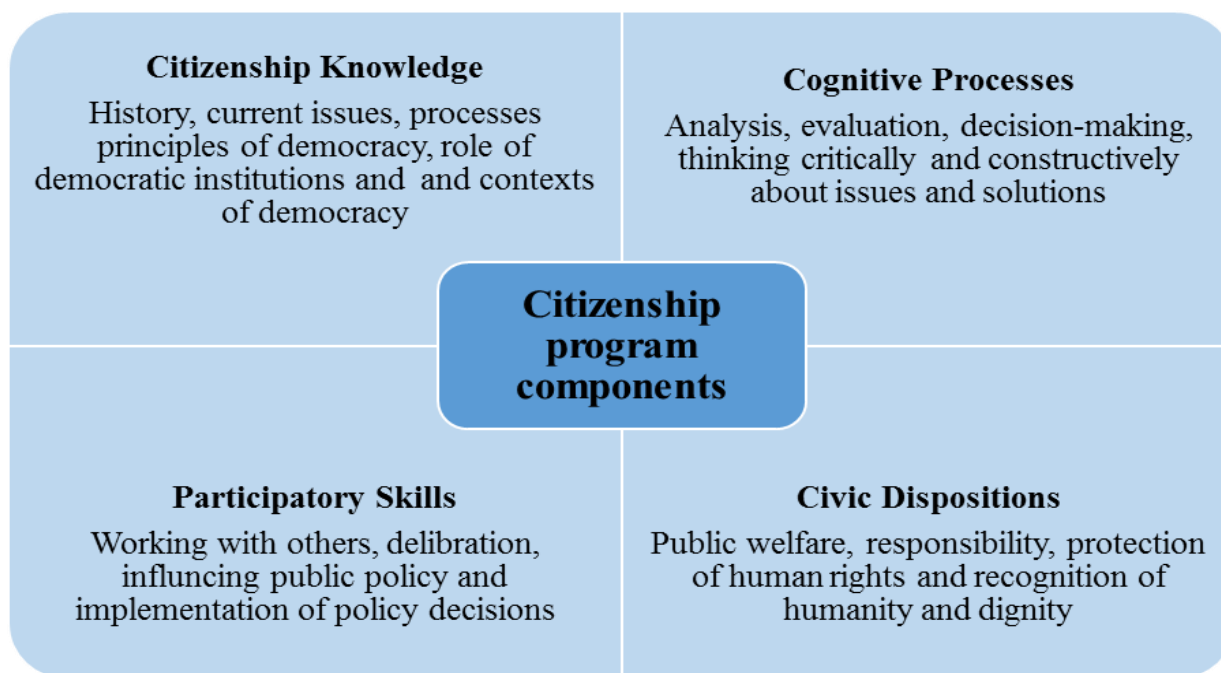 Citizenship Knowledge
History, current issues, processes
principles of democracy, role of
democratic institutions and and contexts
of democracy
Cognitive Processes
Analysis, evaluation, decision-making,
thinking critically and constructively
about issues and solutions
Citizenship
program
components
Participatory Skills
Working with others, delibration,
influncing public policy and
implementation of policy decisions
Civic Dispositions
Public welfare, responsibility, protection
of human rights and recognition of
humanity and dignity